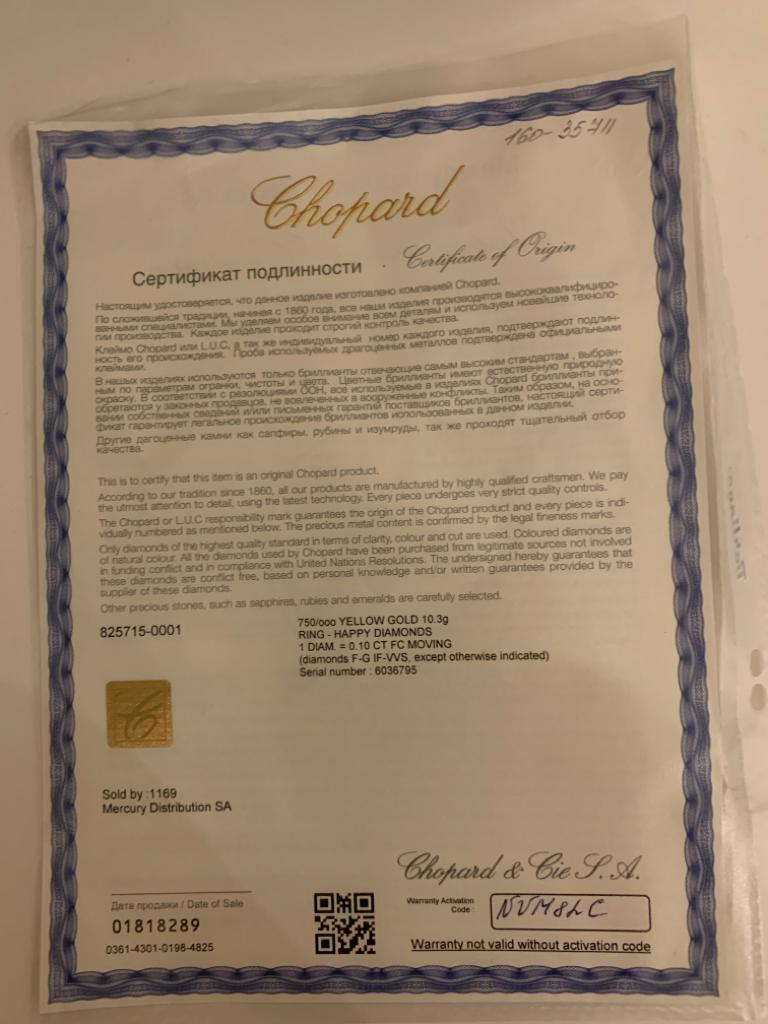 160-3571
Chopard
Сертификат подлинности
Certificate of Origin
Настоящим удостоверяется, что данное изделие изготовлено компанией Chopard.
По сложившейся традиции, начиная с 1860 года, все наши изделия производятся высококвалифициро-
ванными специалистами. Мы уделяем особое внимание всем деталям и используем новейшие техноло-
гии производства. Каждое изделие проходит строгий контроль качества.
Клеймо Chopard или L.U.C, а так же индивидуальный номер каждого изделия, подтверждают подлин-
ность его происхождения. Проба используемых драгоценных металлов подтверждена официальными
клеймами.
В наших изделиях используются только бриллианты отвечающие самым высоким стандартам , выбран-
ным по параметрам огранки, чистоты и цвета. Цветные бриллианты имеют естественную природную
окраску. В соответствии с резолюциями ООН, все используемые в изделиях Chopard бриллианты при-
обретаются у законных продавцов, не вовлеченных в вооруженные конфликты. Таким образом, на осно-
вании собственных сведений и/или письменных гарантий поставщиков бриллиантов, настоящий серти-
фикат гарантирует легальное происхождение бриллиантов использованных в данном изделии.
Другие дагоценные камни как сапфиры, рубины и изумруды, так же проходят тщательный отбор
качества.
This is to certify that this item is an original Chopard product.
According to our tradition since 1860, all our products are manufactured by highly qualified craftsmen. We pay
the utmost attention to detail, using the latest technology. Every piece undergoes very strict quality controls.
The Chopard or L.U.C responsibility mark guarantees the origin of the Chopard product and every piece is indi-
vidually numbered as mentioned below. The precious metal content is confirmed by the legal fineness marks.
Only diamonds of the highest quality standard in terms of clarity, colour and cut are used. Coloured diamonds are
of natural colour. All the diamonds used by Chopard have been purchased from legitimate sources not involved
in funding conflict and in compliance with United Nations Resolutions. The undersigned hereby guarantees that
these diamonds are conflict free, based on personal knowledge and/or written guarantees provided by the
supplier of these diamonds.
Other precious stones, such as sapphires, rubies and emeralds are carefully selected.
825715-0001
750/ooo YELLOW GOLD 10.3g
RING - HAPPY DIAMONDS
1 DIAM. = 0.10 CT FC MOVING
(diamonds F-G IF-VVS, except otherwise indicated)
Serial number : 6036795
Sold by :1169
Mercury Distribution SA
Chopard & Cie S.A.
Дата продажи / Date of Sale
01818289
0361-4301-0198-4825
Warranty Activation
Code :
NVM8LC
Warranty not valid without activation code